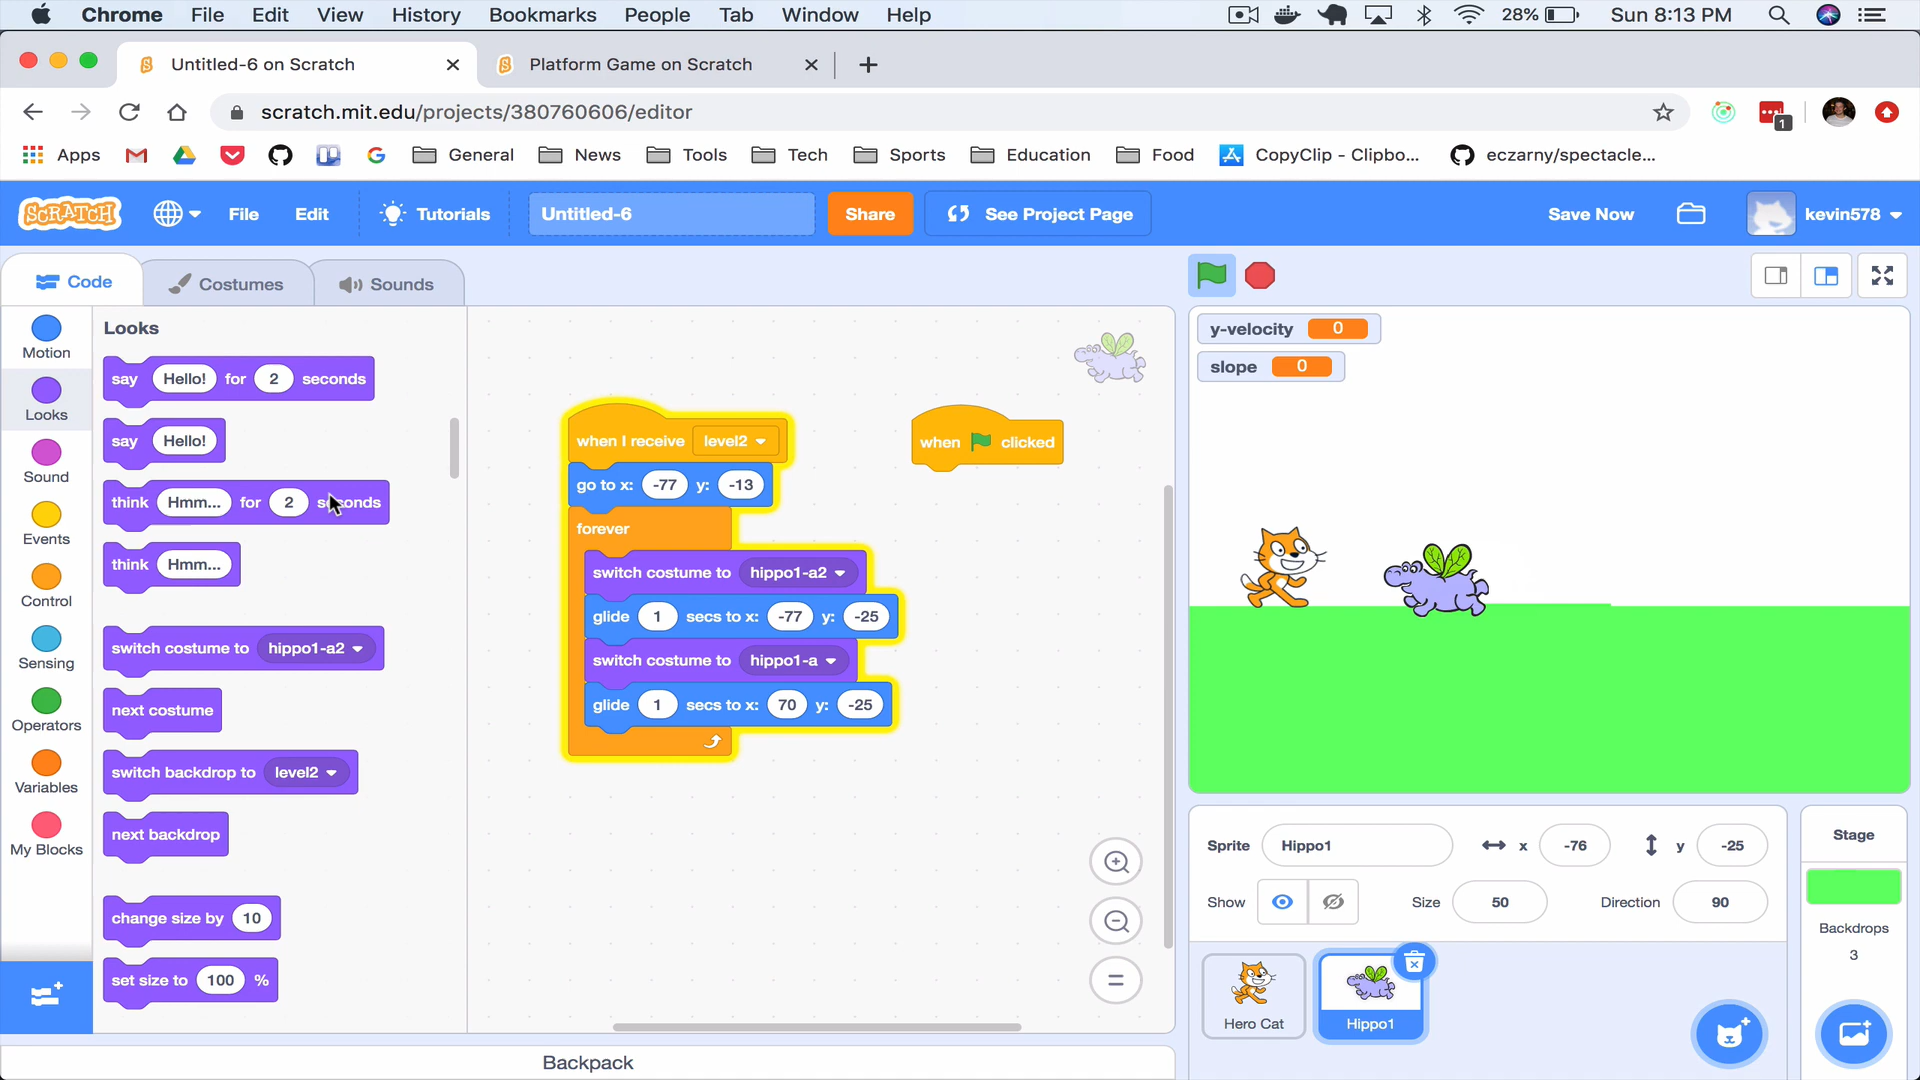 Chrome File Edit View History Bookmarks People Tab Window Help 28% Sun 8:13 PM
Untitled-6 on Scratch Platform Game on Scratch
scratch.mit.edu/projects/380760606/editor 1
Apps General News Tools Tech Sports Education Food CopyClip - Clipbo... eczarny/spectacle...
SCRATCH File Edit Tutorials Untitled-6 Share See Project Page Save Now kevin578
Code Costumes Sounds
Motion
Looks
Sound
Events
Control
Sensing
Operators
Variables
My Blocks
Looks
say Hello! for 2 seconds
say Hello!
think Hmm... for 2 seconds
think Hmm...
switch costume to hippo1-a2
next costume
switch backdrop to level2
next backdrop
change size by 10
set size to 100 %
when I receive level2
go to x: -77 y: -13
forever
switch costume to hippo1-a2
glide 1 secs to x: -77 y: -25
switch costume to hippo1-a
glide 1 secs to x: 70 y: -25
when clicked
y-velocity 0
slope 0
Sprite Hippo1 x -76 y -25
Show Size 50 Direction 90
Hero Cat
Hippo1
Stage
Backdrops
3
Backpack